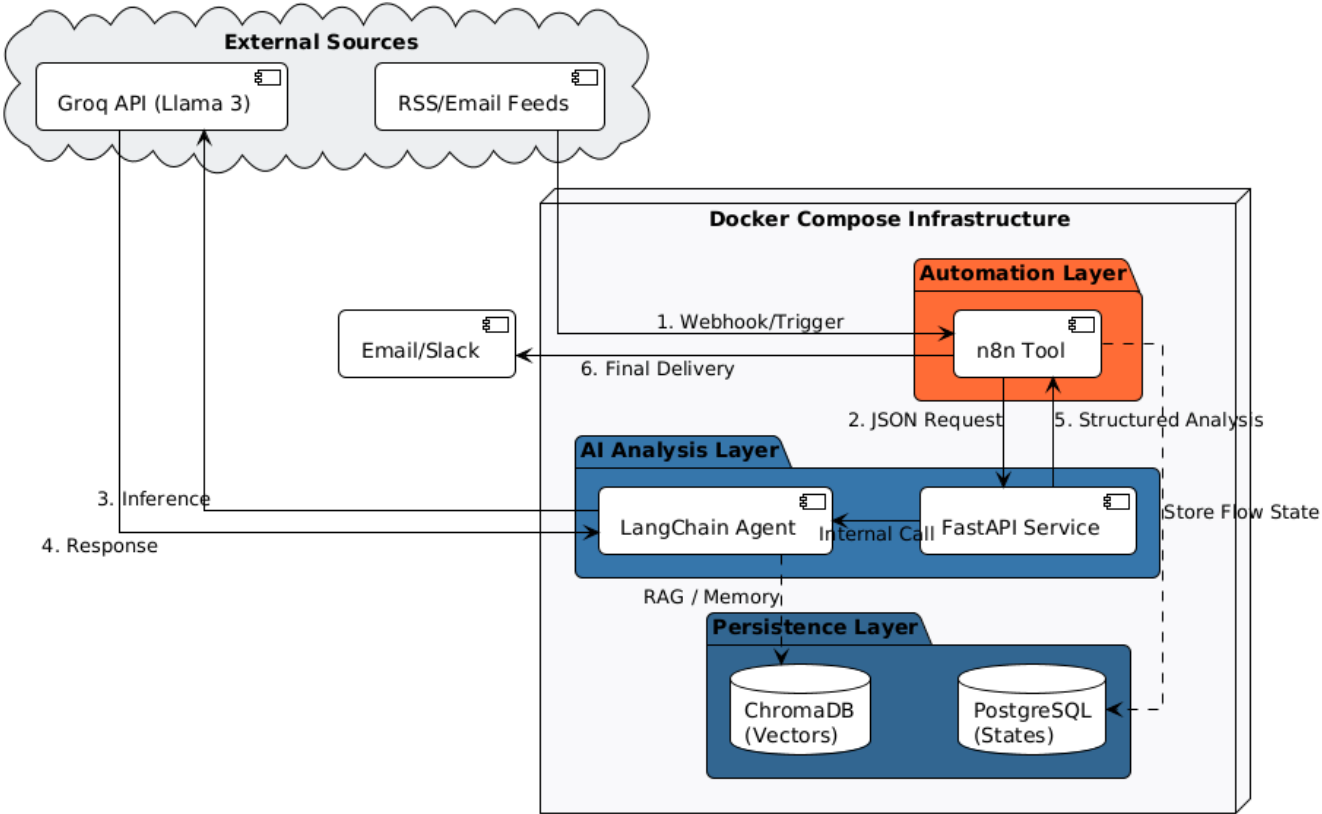 External Sources
Groq API (Llama 3)
RSS/Email Feeds
Docker Compose Infrastructure
Automation Layer
1. Webhook/Trigger
Email/Slack
n8n Tool
6. Final Delivery
2. JSON Request
5. Structured Analysis
AI Analysis Layer
3. Inference
LangChain Agent
Internal Call
FastAPI Service
Store Flow State
4. Response
RAG / Memory
Persistence Layer
ChromaDB
(Vectors)
PostgreSQL
(States)